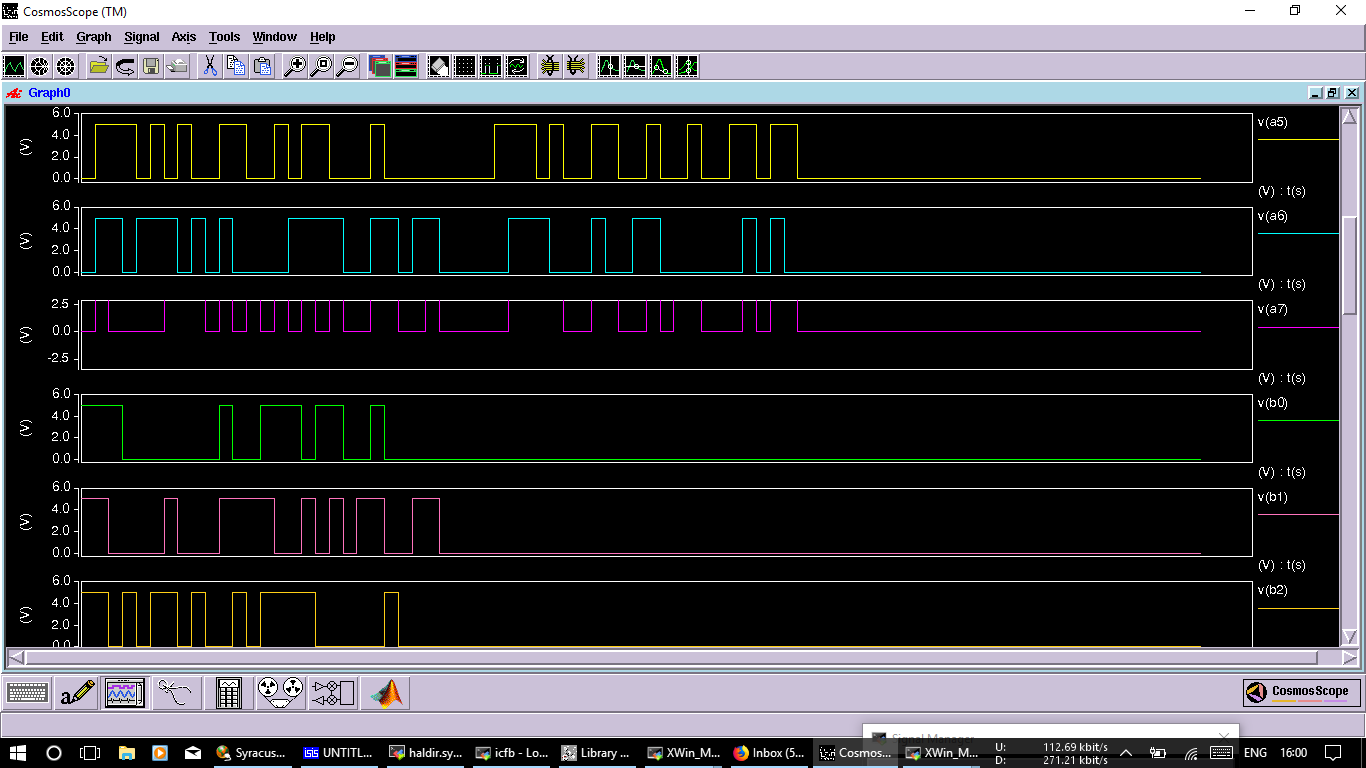 CosmosScope (TM)
File Edit Graph Signal Axis Tools Window Help
Graph0
6.0
4.0
2.0
0.0
(V)
v(a5)
(V) : t(s)
6.0
4.0
2.0
0.0
(V)
v(a6)
(V) : t(s)
2.5
0.0
-2.5
(V)
v(a7)
(V) : t(s)
6.0
4.0
2.0
0.0
(V)
v(b0)
(V) : t(s)
6.0
4.0
2.0
0.0
(V)
v(b1)
(V) : t(s)
6.0
4.0
2.0
0.0
(V)
v(b2)
a
CosmosScope
Signal Manager
Syracus... ISIS UNTITL... haldir.sy... icfb - Lo... Library ... XWin_M... Inbox (5... Cosmos... XWin_M... U: 112.69 kbit/s ENG 16:00
D: 271.21 kbit/s